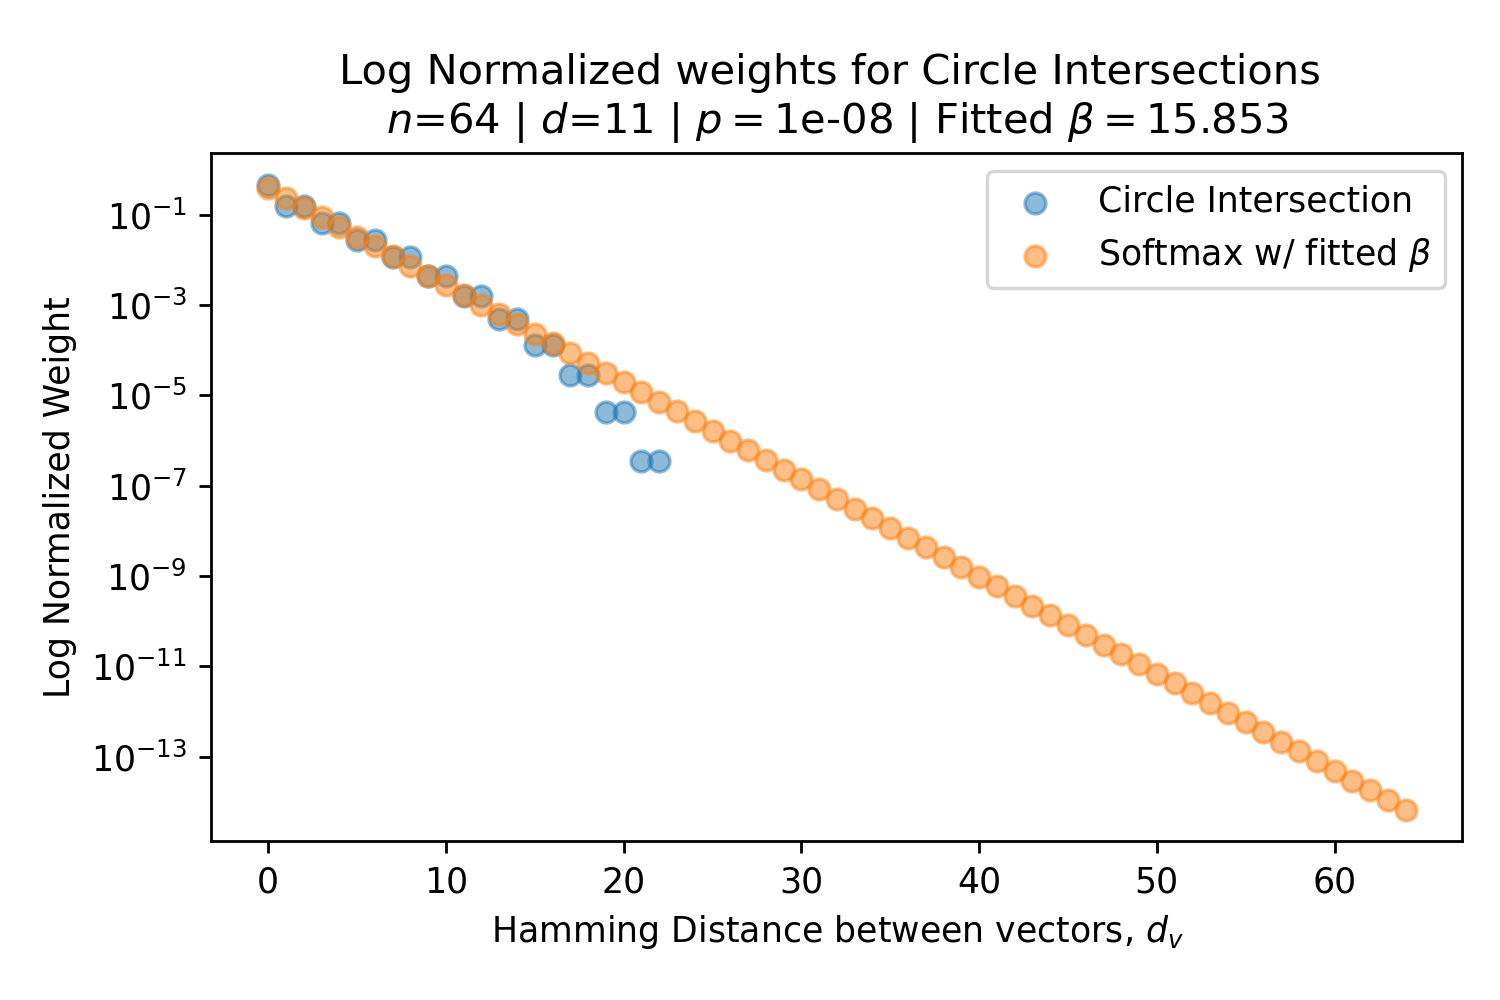 Log Normalized weights for Circle Intersections
n=64 | d=11 | p = 1e-08 | Fitted β = 15.853
Circle Intersection
Softmax w/ fitted β
Log Normalized Weight
10⁻¹
10⁻³
10⁻⁵
10⁻⁷
10⁻⁹
10⁻¹¹
10⁻¹³
0 10 20 30 40 50 60
Hamming Distance between vectors, dᵥ